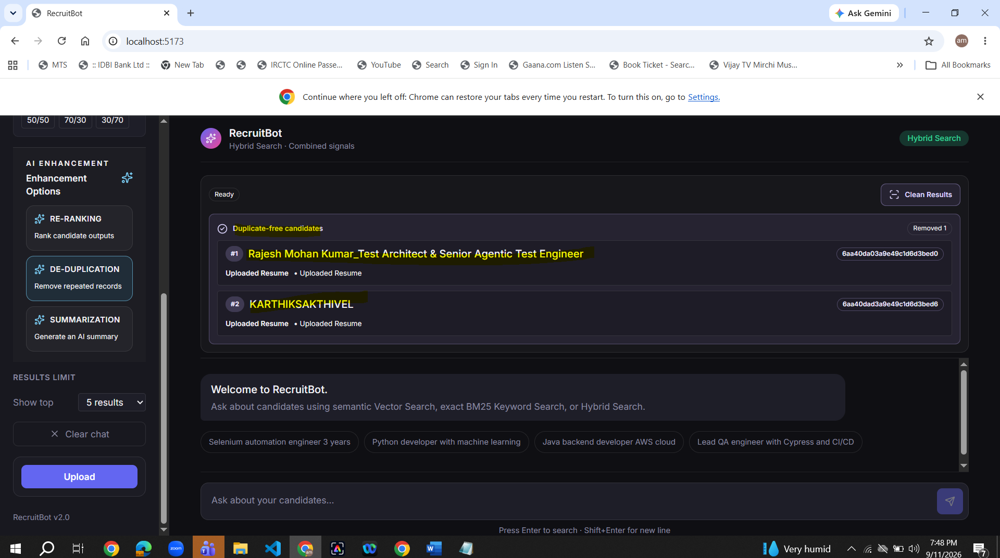 RecruitBot
Ask Gemini
localhost:5173
am
MTS
:: IDBI Bank Ltd ::
New Tab
IRCTC Online Passe...
YouTube
Search
Sign In
Gaana.com Listen S...
Book Ticket - Searc...
Vijay TV Mirchi Mus...
All Bookmarks
Continue where you left off: Chrome can restore your tabs every time you restart. To turn this on, go to Settings.
50/50
70/30
30/70
AI ENHANCEMENT
Enhancement
Options
RE-RANKING
Rank candidate outputs
DE-DUPLICATION
Remove repeated records
SUMMARIZATION
Generate an AI summary
RESULTS LIMIT
Show top
5 results
Clear chat
Upload
RecruitBot v2.0
RecruitBot
Hybrid Search · Combined signals
Hybrid Search
Ready
Clean Results
Duplicate-free candidates
Removed 1
#1
Rajesh Mohan Kumar_Test Architect & Senior Agentic Test Engineer
6aa40da03a9e49c1d6d3bed0
Uploaded Resume • Uploaded Resume
#2
KARTHIKSAKTHIVEL
6aa40dad3a9e49c1d6d3bed6
Uploaded Resume • Uploaded Resume
Welcome to RecruitBot.
Ask about candidates using semantic Vector Search, exact BM25 Keyword Search, or Hybrid Search.
Selenium automation engineer 3 years
Python developer with machine learning
Java backend developer AWS cloud
Lead QA engineer with Cypress and CI/CD
Ask about your candidates...
Press Enter to search · Shift+Enter for new line
zoom
am
Very humid
7:48 PM
9/11/2026
7